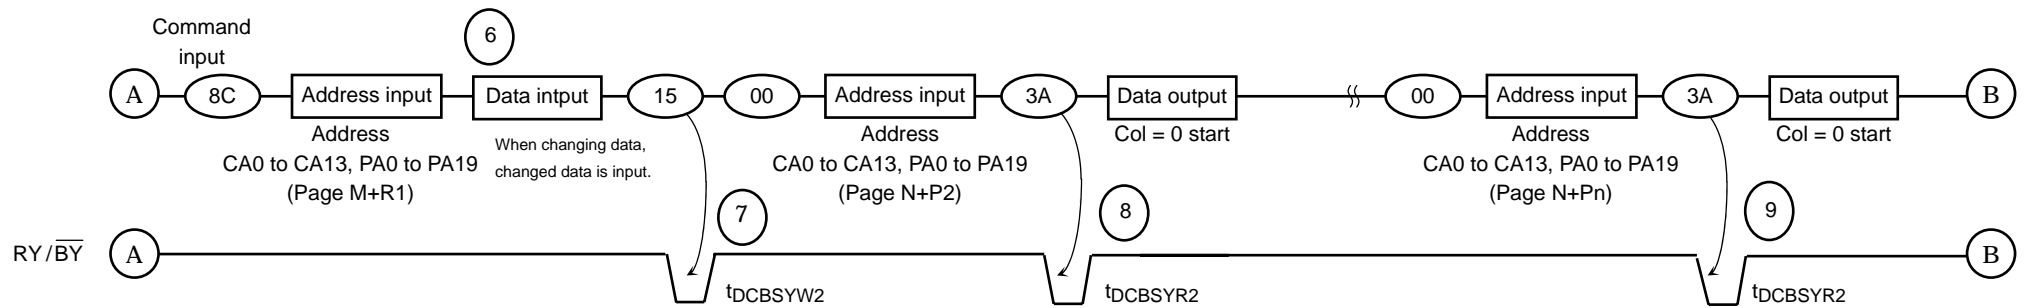 Command
input
6
A 8C Address input Data intput 15 00 Address input 3A Data output 00 Address input 3A Data output B
Address
CA0 to CA13, PA0 to PA19
(Page M+R1)
When changing data,
changed data is input.
Address
CA0 to CA13, PA0 to PA19
(Page N+P2)
Col = 0 start
Address
CA0 to CA13, PA0 to PA19
(Page N+Pn)
Col = 0 start
7
8
9
RY/B̅Y̅ A B
tDCBSYW2
tDCBSYR2
tDCBSYR2